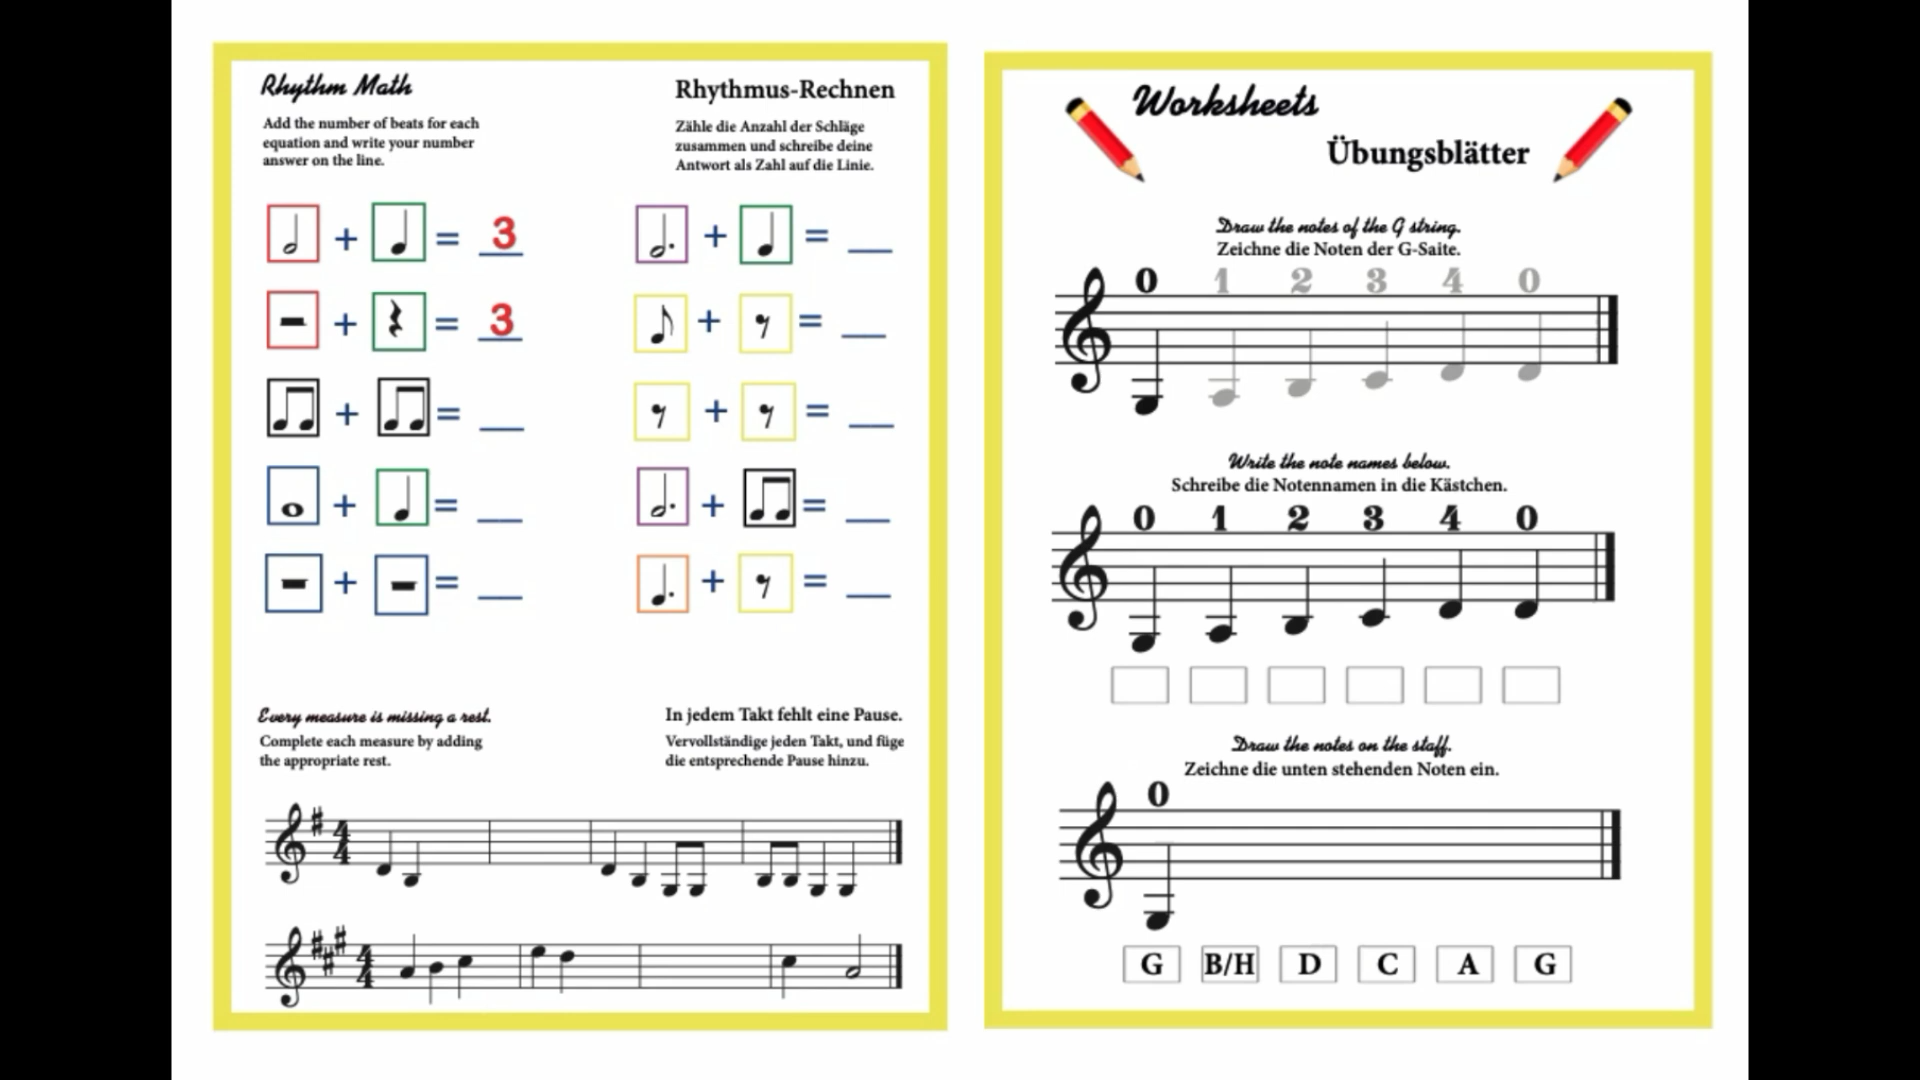 Rhythm Math
Add the number of beats for each
equation and write your number
answer on the line.
Rhythmus-Rechnen
Zähle die Anzahl der Schläge
zusammen und schreibe deine
Antwort als Zahl auf die Linie.
+ = 3
+ =
+ = 3
+ =
+ =
+ =
+ =
+ =
+ =
+ =
Every measure is missing a rest.
Complete each measure by adding
the appropriate rest.
In jedem Takt fehlt eine Pause.
Vervollständige jeden Takt, und füge
die entsprechende Pause hinzu.
4
4
4
4
Worksheets
Übungsblätter
Draw the notes of the G string.
Zeichne die Noten der G-Saite.
0 1 2 3 4 0
Write the note names below.
Schreibe die Notennamen in die Kästchen.
0 1 2 3 4 0
Draw the notes on the staff.
Zeichne die unten stehenden Noten ein.
0
G B/H D C A G